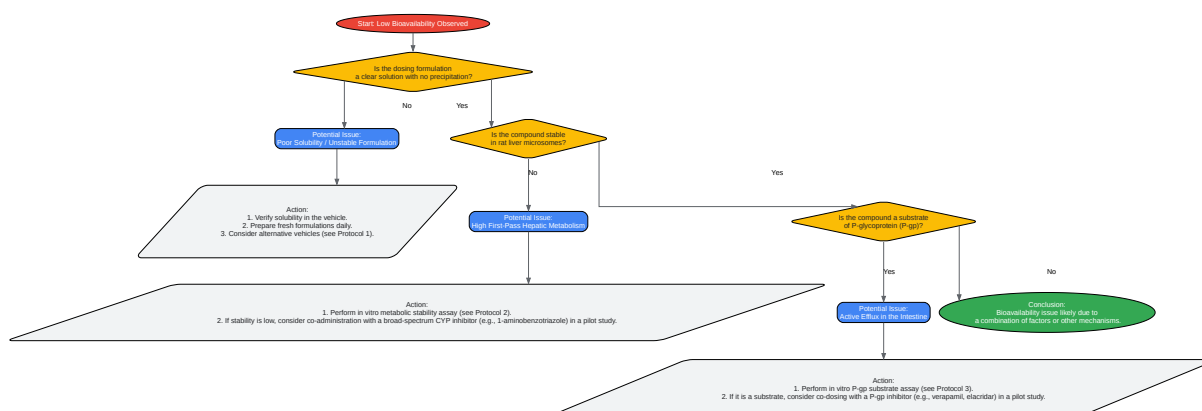 Start: Low Bioavailability Observed
Is the dosing formulation
a clear solution with no precipitation?
No
Yes
Potential Issue:
Poor Solubility / Unstable Formulation
Is the compound stable
in rat liver microsomes?
No
Yes
Action:
1. Verify solubility in the vehicle.
2. Prepare fresh formulations daily.
3. Consider alternative vehicles (see Protocol 1).
Potential Issue:
High First-Pass Hepatic Metabolism
Is the compound a substrate
of P-glycoprotein (P-gp)?
Yes
No
Action:
1. Perform in vitro metabolic stability assay (see Protocol 2).
2. If stability is low, consider co-administration with a broad-spectrum CYP inhibitor (e.g., 1-aminobenzotriazole) in a pilot study.
Potential Issue:
Active Efflux in the Intestine
Conclusion:
Bioavailability issue likely due to
a combination of factors or other mechanisms.
Action:
1. Perform in vitro P-gp substrate assay (see Protocol 3).
2. If it is a substrate, consider co-dosing with a P-gp inhibitor (e.g., verapamil, elacridar) in a pilot study.